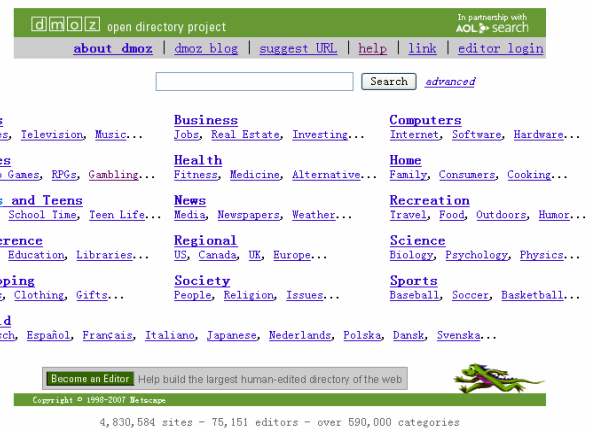 dmoz open directory project
In partnership with
AOL Search
about dmoz | dmoz blog | suggest URL | help | link | editor login
Search advanced
Business Computers
Television, Music... Jobs, Real Estate, Investing... Internet, Software, Hardware...
Health Home
Games, RPGs, Gambling... Fitness, Medicine, Alternative... Family, Consumers, Cooking...
and Teens News Recreation
School Time, Teen Life... Media, Newspapers, Weather... Travel, Food, Outdoors, Humor...
erence Regional Science
Education, Libraries... US, Canada, UK, Europe... Biology, Psychology, Physics...
pping Society Sports
Clothing, Gifts... People, Religion, Issues... Baseball, Soccer, Basketball...
d
sch, Español, Français, Italiano, Japanese, Nederlands, Polska, Dansk, Svenska...
Become an Editor Help build the largest human-edited directory of the web
Copyright © 1998-2007 Netscape
4,830,584 sites - 75,151 editors - over 590,000 categories